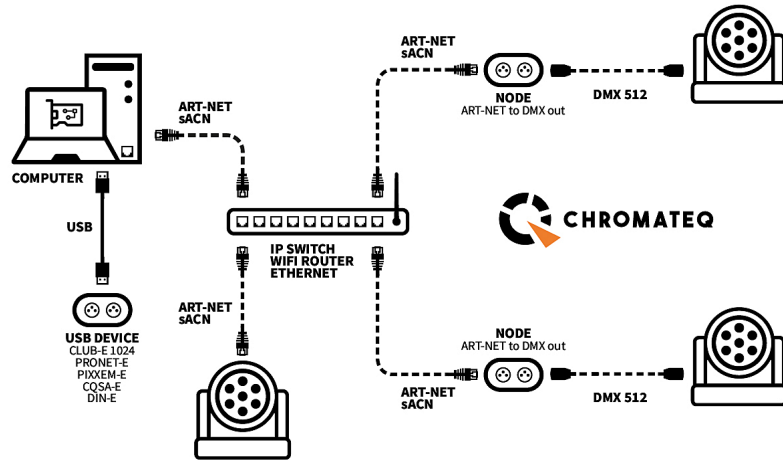 ART-NET
sACN
NODE
ART-NET to DMX out
DMX 512
ART-NET
sACN
COMPUTER
USB
CHROMATEQ
IP SWITCH
WIFI ROUTER
ETHERNET
ART-NET
sACN
USB DEVICE
CLUB-E 1024
PRONET-E
PIXXEM-E
CQSA-E
DIN-E
NODE
ART-NET to DMX out
ART-NET
sACN
DMX 512